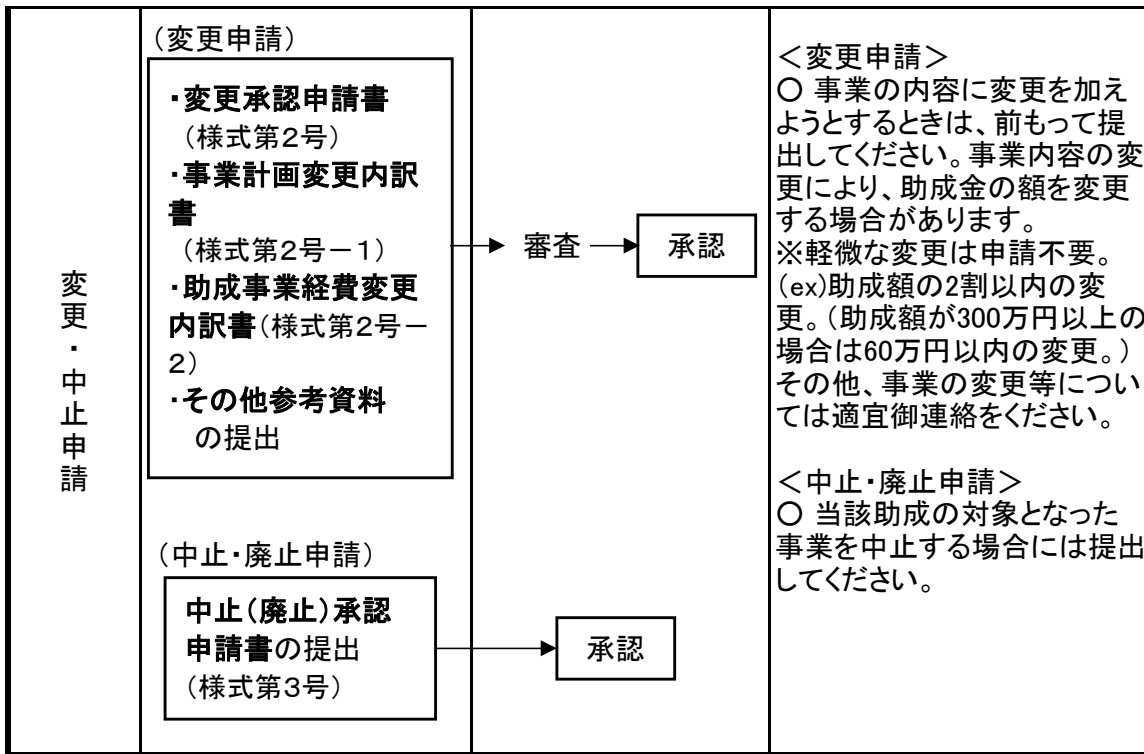 変更・中止申請
（変更申請）
・変更承認申請書
（様式第２号）
・事業計画変更内訳
書
（様式第２号－１）
・助成事業経費変更
内訳書（様式第２号－
２）
・その他参考資料
の提出
審査
承認
（中止・廃止申請）
中止（廃止）承認
申請書の提出
（様式第３号）
承認
＜変更申請＞
○ 事業の内容に変更を加え
ようとするときは、前もって提
出してください。事業内容の変
更により、助成金の額を変更
する場合があります。
※軽微な変更は申請不要。
(ex)助成額の2割以内の変
更。（助成額が300万円以上の
場合は60万円以内の変更。）
その他、事業の変更等につい
ては適宜御連絡をください。
＜中止・廃止申請＞
○ 当該助成の対象となった
事業を中止する場合には提出
してください。